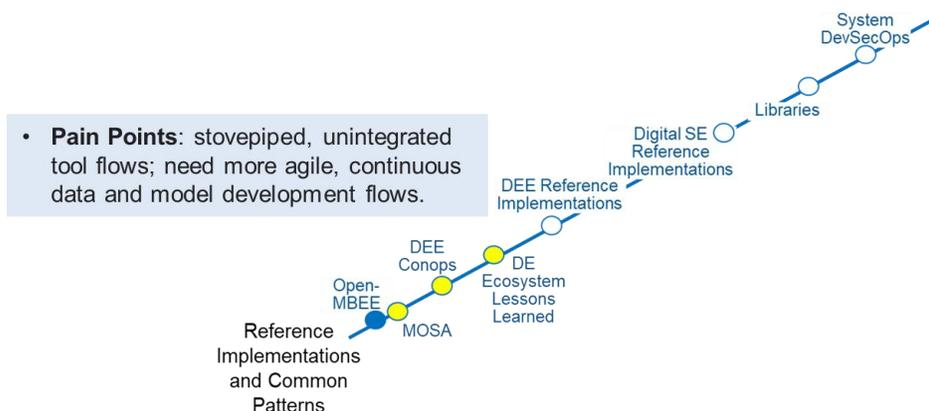 System
DevSecOps
Libraries
• Pain Points: stovepiped, unintegrated
tool flows; need more agile, continuous
data and model development flows.
Digital SE
Reference
Implementations
DEE Reference
Implementations
DEE
Conops
DE
Ecosystem
Lessons
Learned
Open-
MBEE
MOSA
Reference
Implementations
and Common
Patterns